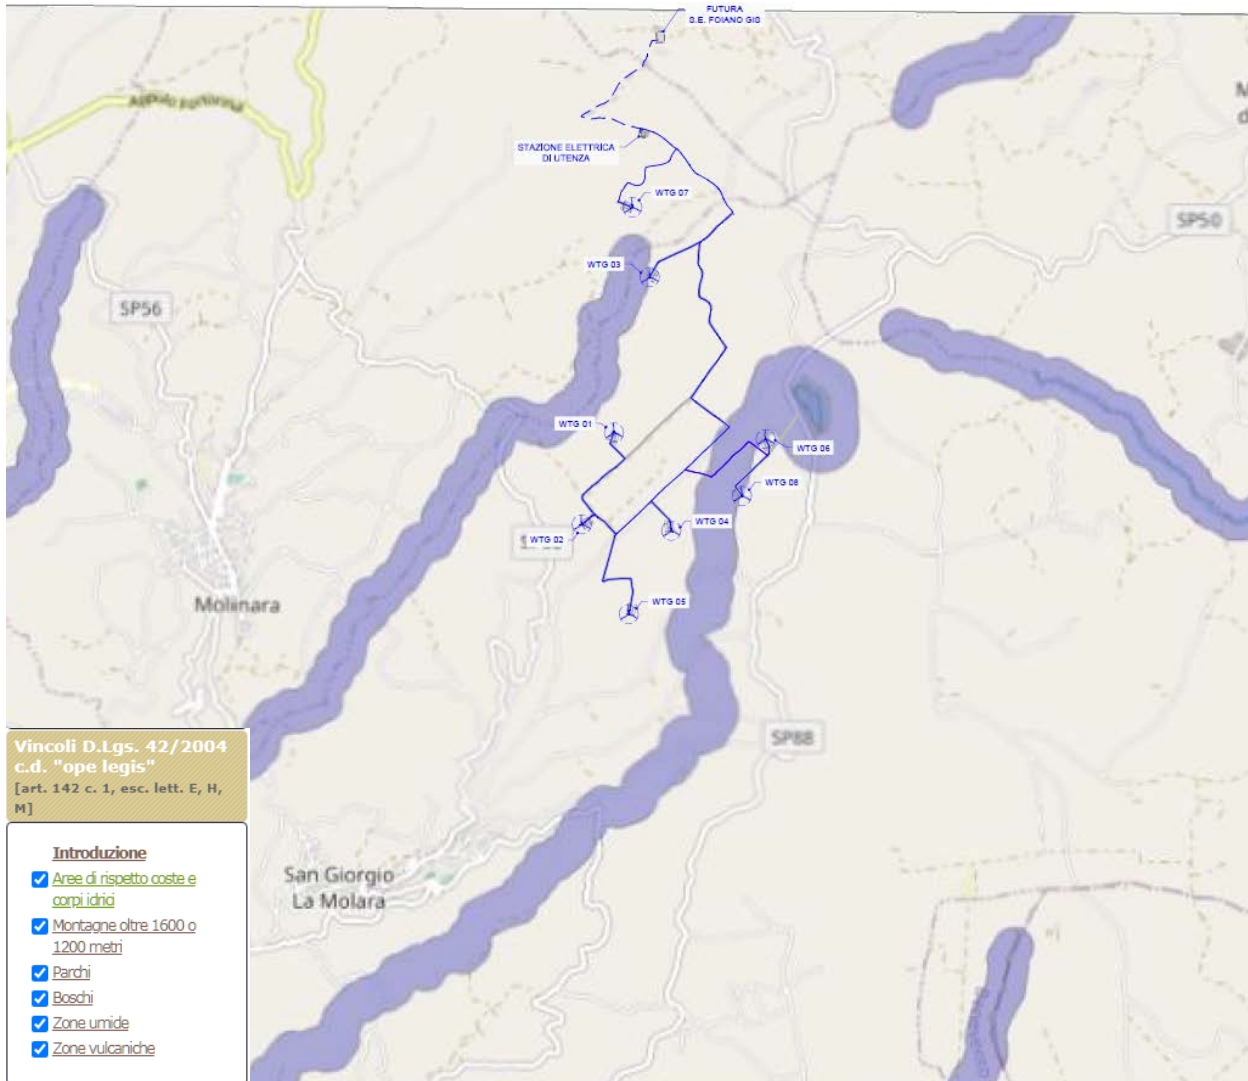 FUTURA
S.E. FOIANO GIS
Appulo Fortorina
STAZIONE ELETTRICA
DI UTENZA
WTG 07
SP50
WTG 03
SP56
WTG 01
WTG 06
WTG 08
WTG 04
WTG 02
WTG 05
Molinara
SP88
Vincoli D.Lgs. 42/2004
c.d. "ope legis"
[art. 142 c. 1, esc. lett. E, H,
M]
Introduzione
Aree di rispetto coste e
corpi idrici
Montagne oltre 1600 o
1200 metri
Parchi
Boschi
Zone umide
Zone vulcaniche
San Giorgio
La Molara